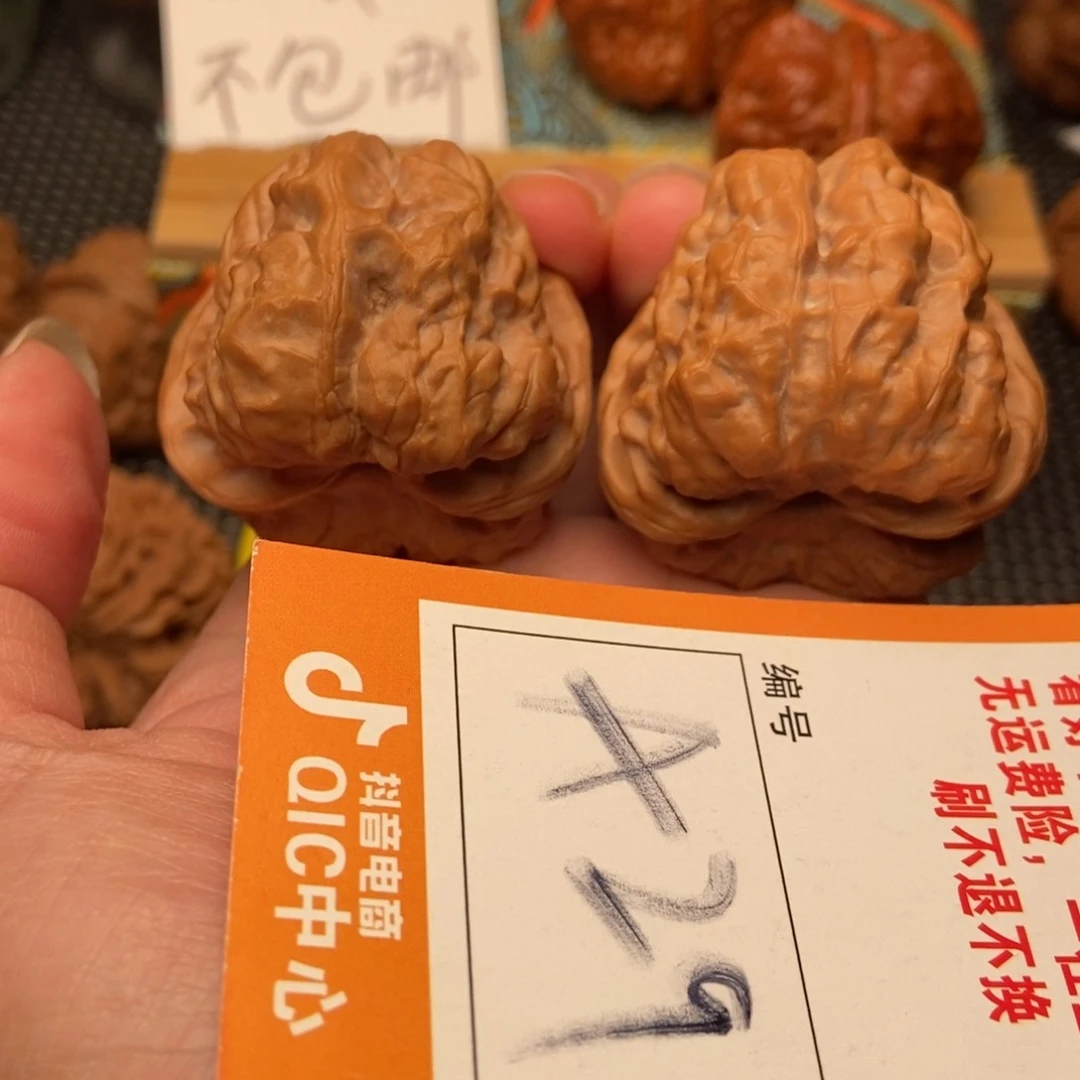 不包邮
编号
A29
抖音电商
QIC中心
无运费险，一
刷不退不换